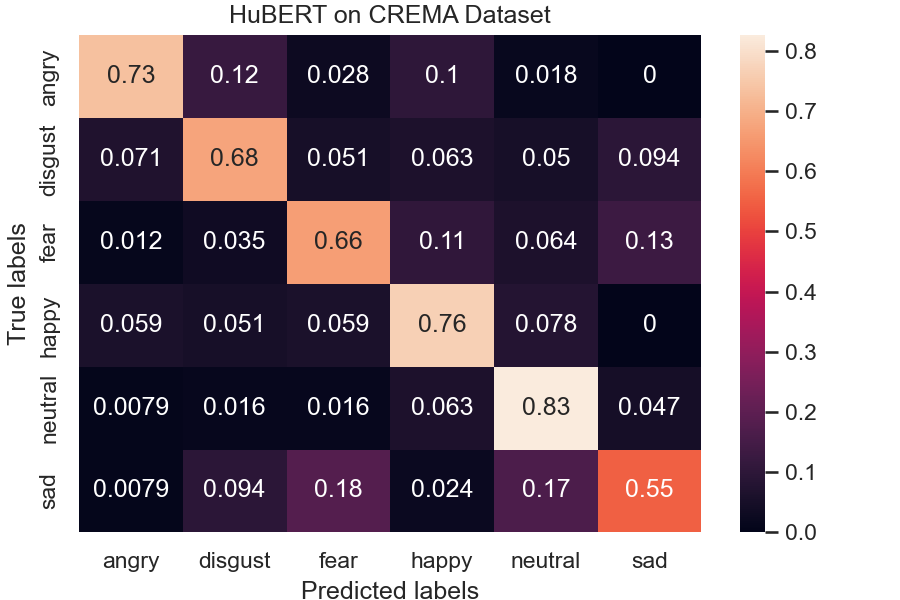 HuBERT on CREMA Dataset
angry 0.73 0.12 0.028 0.1 0.018 0
disgust 0.071 0.68 0.051 0.063 0.05 0.094
fear 0.012 0.035 0.66 0.11 0.064 0.13
happy 0.059 0.051 0.059 0.76 0.078 0
neutral 0.0079 0.016 0.016 0.063 0.83 0.047
sad 0.0079 0.094 0.18 0.024 0.17 0.55
True labels
angry disgust fear happy neutral sad
Predicted labels
0.8
0.7
0.6
0.5
0.4
0.3
0.2
0.1
0.0